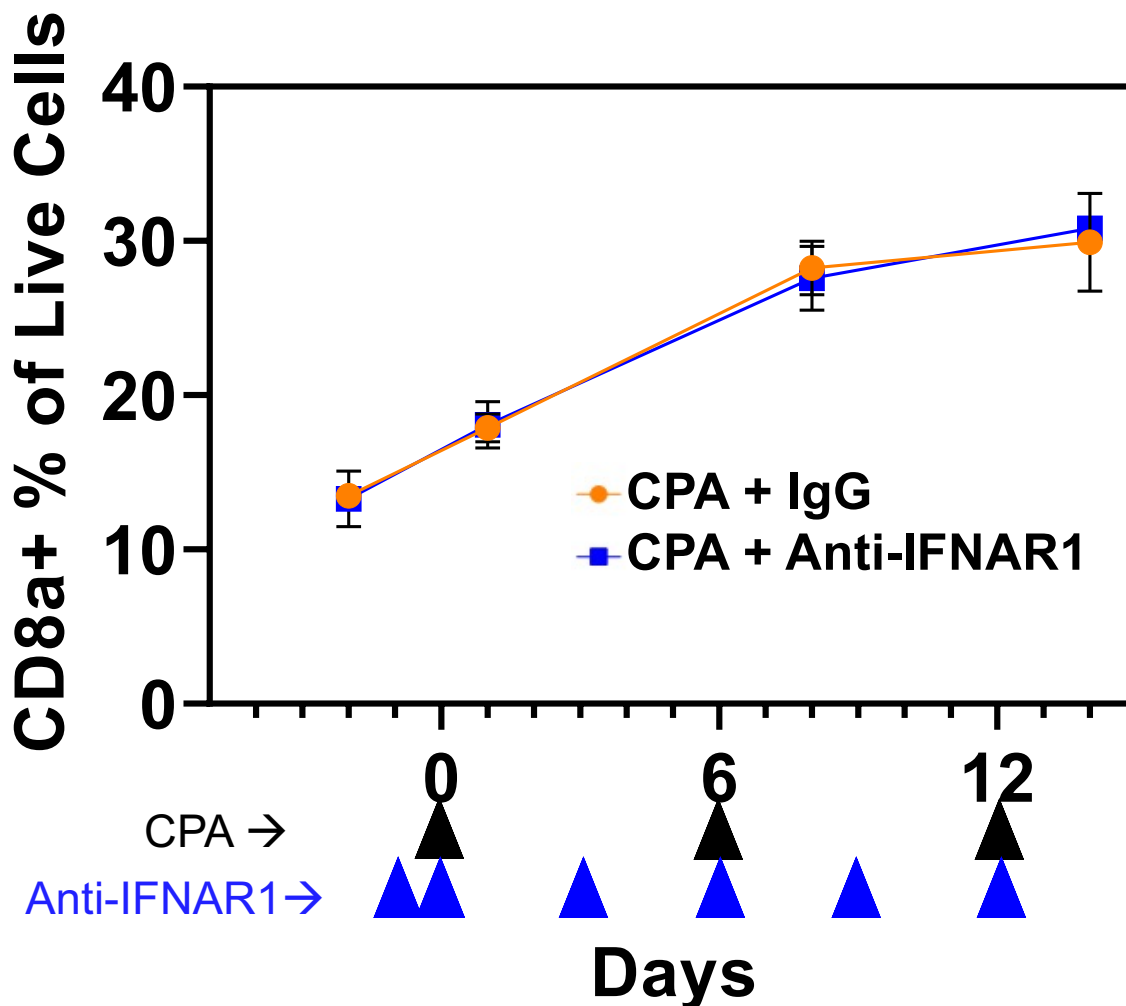 CD8a+ % of Live Cells
40
30
20
10
0
CPA + IgG
CPA + Anti-IFNAR1
0 6 12
CPA →
Anti-IFNAR1→
Days